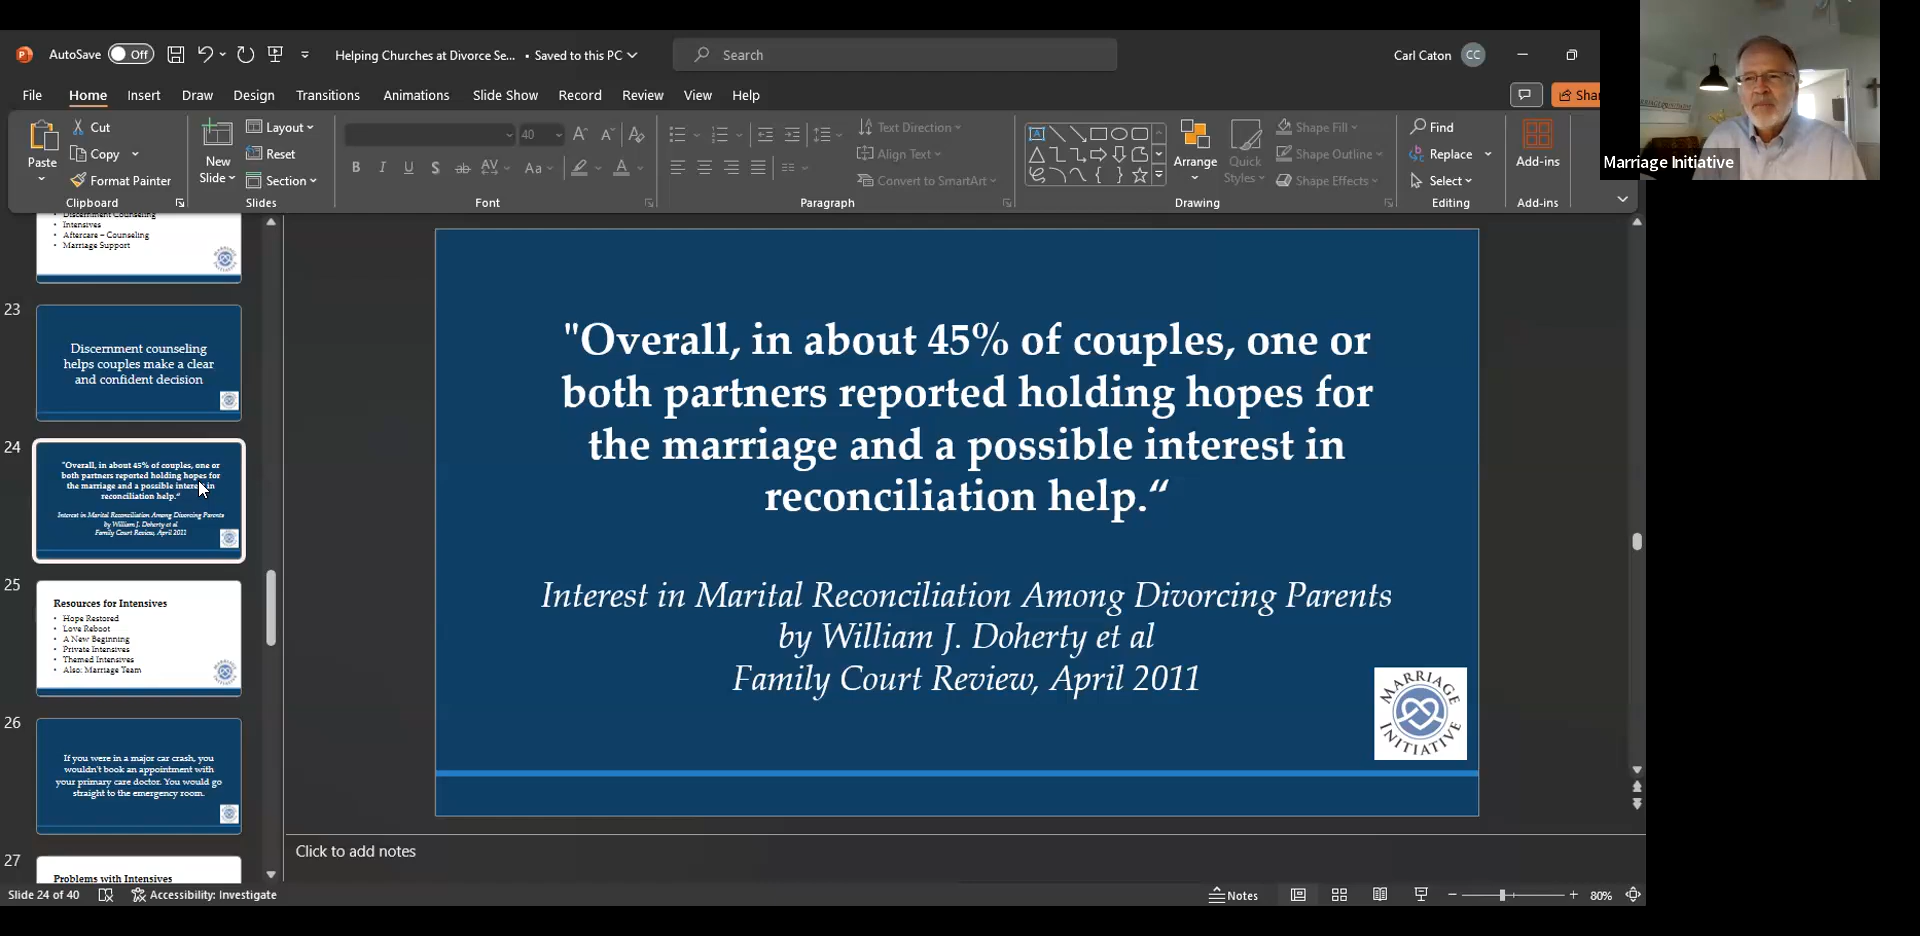 AutoSave Off Helping Churches at Divorce Se... • Saved to this PC Search Carl Caton CC
File Home Insert Draw Design Transitions Animations Slide Show Record Review View Help Shar
Paste Cut Copy Format Painter
Clipboard
New Slide Layout Reset Section
Slides
40
B I U S ab AV Aa A
Font
Text Direction
Align Text
Convert to SmartArt
Paragraph
Arrange Quick Styles
Shape Fill
Shape Outline
Shape Effects
Drawing
Find
Replace
Select
Editing
Add-ins
Add-ins
Marriage Initiative
Discernment Counseling
• Intensives
• Aftercare – Counseling
• Marriage Support
23
Discernment counseling
helps couples make a clear
and confident decision
24
"Overall, in about 45% of couples, one or
both partners reported holding hopes for
the marriage and a possible interest in
reconciliation help.“
Interest in Marital Reconciliation Among Divorcing Parents
by William J. Doherty et al
Family Court Review, April 2011
25
Resources for Intensives
• Hope Restored
• Love Reboot
• A New Beginning
• Private Intensives
• Themed Intensives
• Also: Marriage Team
26
If you were in a major car crash, you
wouldn't book an appointment with
your primary care doctor. You would go
straight to the emergency room.
27
Problems with Intensives
"Overall, in about 45% of couples, one or
both partners reported holding hopes for
the marriage and a possible interest in
reconciliation help.“
Interest in Marital Reconciliation Among Divorcing Parents
by William J. Doherty et al
Family Court Review, April 2011
MARRIAGE
INITIATIVE
Click to add notes
Slide 24 of 40 Accessibility: Investigate Notes 80%